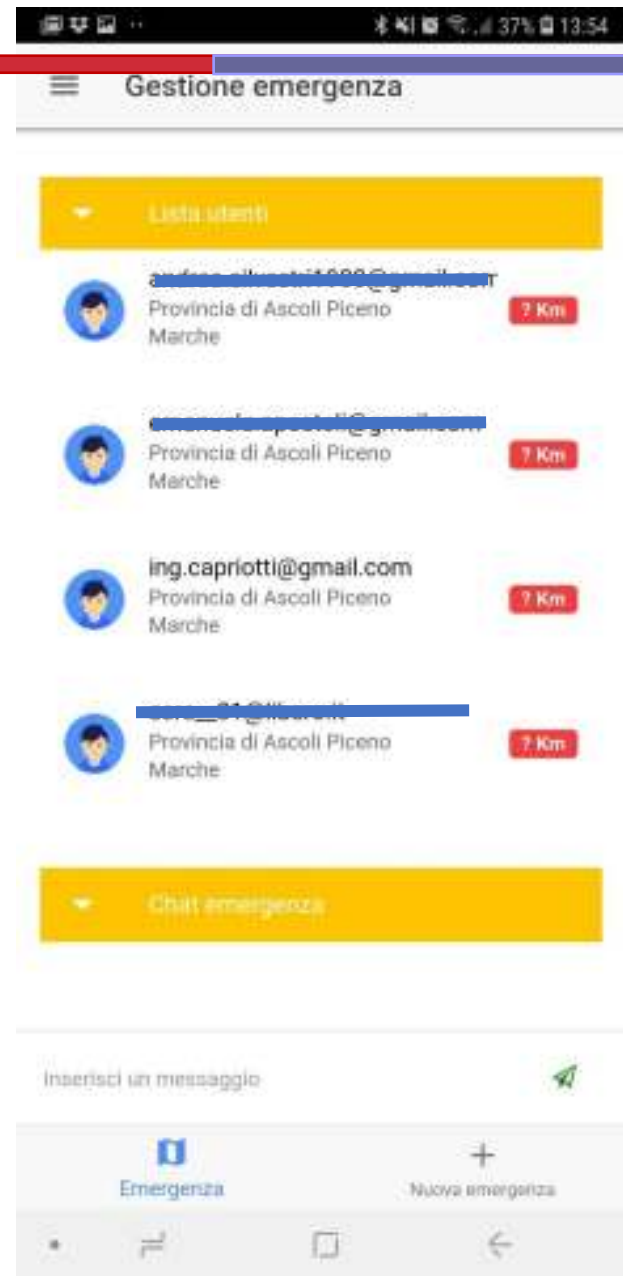 37% 13:54
Gestione emergenza
Lista utenti
Provincia di Ascoli Piceno
Marche
? Km
Provincia di Ascoli Piceno
Marche
? Km
ing.capriotti@gmail.com
Provincia di Ascoli Piceno
Marche
? Km
Provincia di Ascoli Piceno
Marche
? Km
Chat emergenza
Inserisci un messaggio
Emergenza
Nuova emergenza